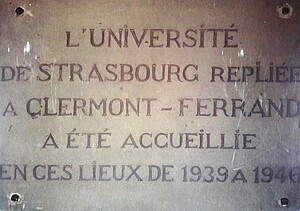 L'UNIVERSITÉ
DE STRASBOURG REPLIÉE
A CLERMONT-FERRAND
A ÉTÉ ACCUEILLIE
EN CES LIEUX DE 1939 A 1946